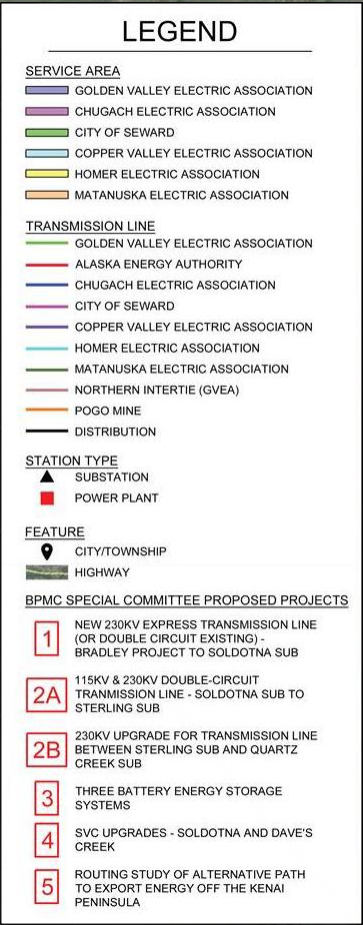 LEGEND
SERVICE AREA
GOLDEN VALLEY ELECTRIC ASSOCIATION
CHUGACH ELECTRIC ASSOCIATION
CITY OF SEWARD
COPPER VALLEY ELECTRIC ASSOCIATION
HOMER ELECTRIC ASSOCIATION
MATANUSKA ELECTRIC ASSOCIATION
TRANSMISSION LINE
GOLDEN VALLEY ELECTRIC ASSOCIATION
ALASKA ENERGY AUTHORITY
CHUGACH ELECTRIC ASSOCIATION
CITY OF SEWARD
COPPER VALLEY ELECTRIC ASSOCIATION
HOMER ELECTRIC ASSOCIATION
MATANUSKA ELECTRIC ASSOCIATION
NORTHERN INTERTIE (GVEA)
POGO MINE
DISTRIBUTION
STATION TYPE
SUBSTATION
POWER PLANT
FEATURE
CITY/TOWNSHIP
HIGHWAY
BPMC SPECIAL COMMITTEE PROPOSED PROJECTS
1
NEW 230KV EXPRESS TRANSMISSION LINE
(OR DOUBLE CIRCUIT EXISTING) -
BRADLEY PROJECT TO SOLDOTNA SUB
2A
115KV & 230KV DOUBLE-CIRCUIT
TRANMISSION LINE - SOLDOTNA SUB TO
STERLING SUB
2B
230KV UPGRADE FOR TRANSMISSION LINE
BETWEEN STERLING SUB AND QUARTZ
CREEK SUB
3
THREE BATTERY ENERGY STORAGE
SYSTEMS
4
SVC UPGRADES - SOLDOTNA AND DAVE'S
CREEK
5
ROUTING STUDY OF ALTERNATIVE PATH
TO EXPORT ENERGY OFF THE KENAI
PENINSULA